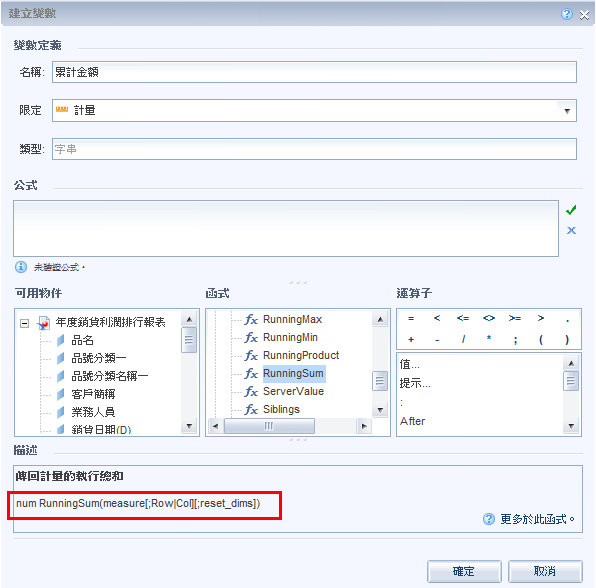 建立變數
變數定義
名稱: 累計金額
限定 計量
類型: 字串
公式
未驗證公式。
可用物件 函式 運算子
年度銷貨利潤排行報表
品名
品號分類一
品號分類名稱一
客戶簡稱
業務人員
銷貨日期(D)
RunningMax
RunningMin
RunningProduct
RunningSum
ServerValue
Siblings
= < <= <> >= > .
+ - / * ; ( )
值...
提示...
:
After
描述
傳回計量的執行總和
num RunningSum(measure[;Row|Col][;reset_dims])
更多於此函式。
確定 取消